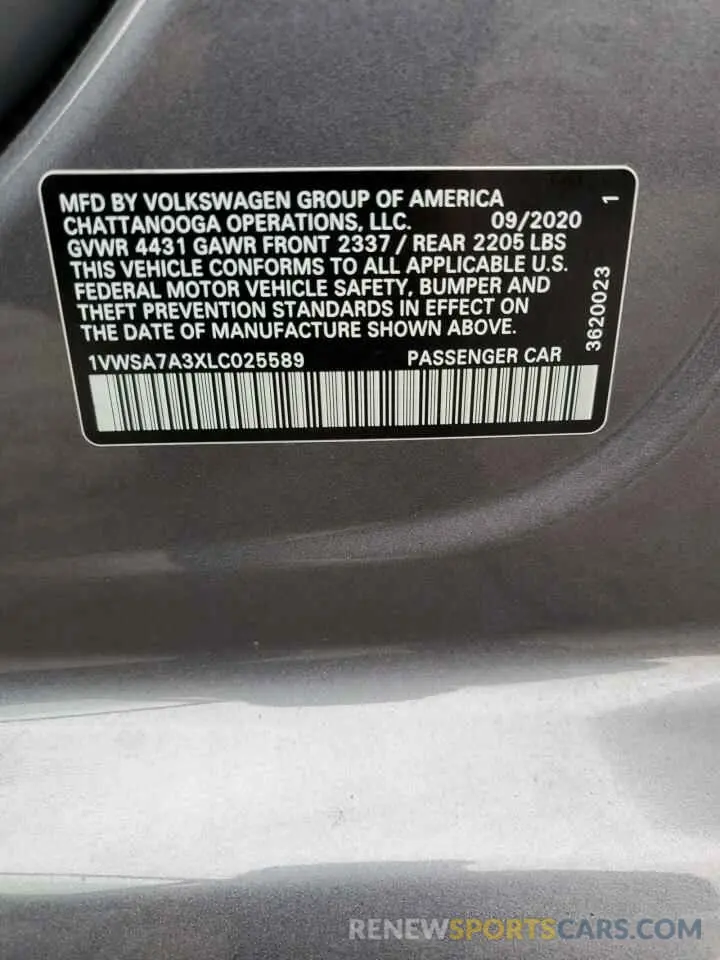 MFD BY VOLKSWAGEN GROUP OF AMERICA
CHATTANOOGA OPERATIONS, LLC. 09/2020
GVWR 4431 GAWR FRONT 2337 / REAR 2205 LBS
THIS VEHICLE CONFORMS TO ALL APPLICABLE U.S.
FEDERAL MOTOR VEHICLE SAFETY, BUMPER AND
THEFT PREVENTION STANDARDS IN EFFECT ON
THE DATE OF MANUFACTURE SHOWN ABOVE.
1VWSA7A3XLC025589 PASSENGER CAR
3620023 1
RENEWSPORTSCARS.COM